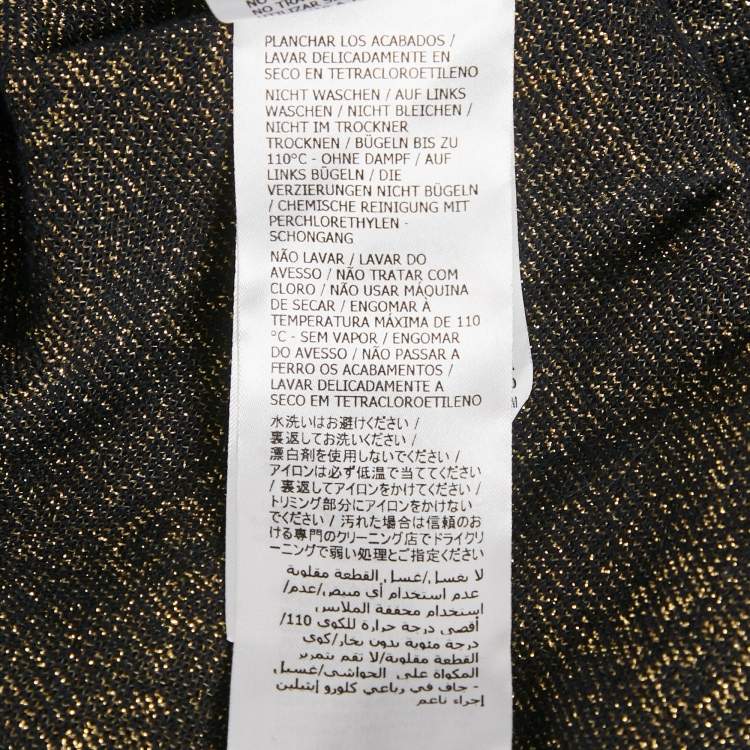 NO TRA
UTILIZAR S
PLANCHAR LOS ACABADOS /
LAVAR DELICADAMENTE EN
SECO EN TETRACLOROETILENO
NICHT WASCHEN / AUF LINKS
WASCHEN / NICHT BLEICHEN /
NICHT IM TROCKNER
TROCKNEN / BÜGELN BIS ZU
110°C - OHNE DAMPF / AUF
LINKS BÜGELN / DIE
VERZIERUNGEN NICHT BÜGELN
/ CHEMISCHE REINIGUNG MIT
PERCHLORETHYLEN -
SCHONGANG
NÃO LAVAR / LAVAR DO
AVESSO / NÃO TRATAR COM
CLORO / NÃO USAR MÁQUINA
DE SECAR / ENGOMAR À
TEMPERATURA MÁXIMA DE 110
°C - SEM VAPOR / ENGOMAR
DO AVESSO / NÃO PASSAR A
FERRO OS ACABAMENTOS /
LAVAR DELICADAMENTE A
SECO EM TETRACLOROETILENO
水洗いはお避けください /
裏返してお洗いください /
漂白剤を使用しないでください /
アイロンは必ず低温で当ててください
/ 裏返してアイロンをかけてください /
トリミング部分にアイロンをかけない
でください / 汚れた場合は信頼のお
ける専門のクリーニング店でドライクリ
ーニングで弱い処理とご指定ください
لا يغسل/غسل القطعة مقلوبة
/عدم استخدام أي مبيض/عدم
استخدام مجففة الملابس
/أقصى درجة حرارة للكوي 110
درجة مئوية بدون بخار/كوي
القطعة مقلوبة/لا تقم بتمرير
المكواة على الحواشي/غسيل
جاف في رباعي كلورو إيثيلين -
إجراء ناعم